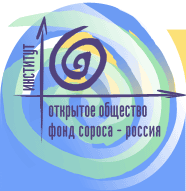 институт
открытое общество
фонд сороса - россия